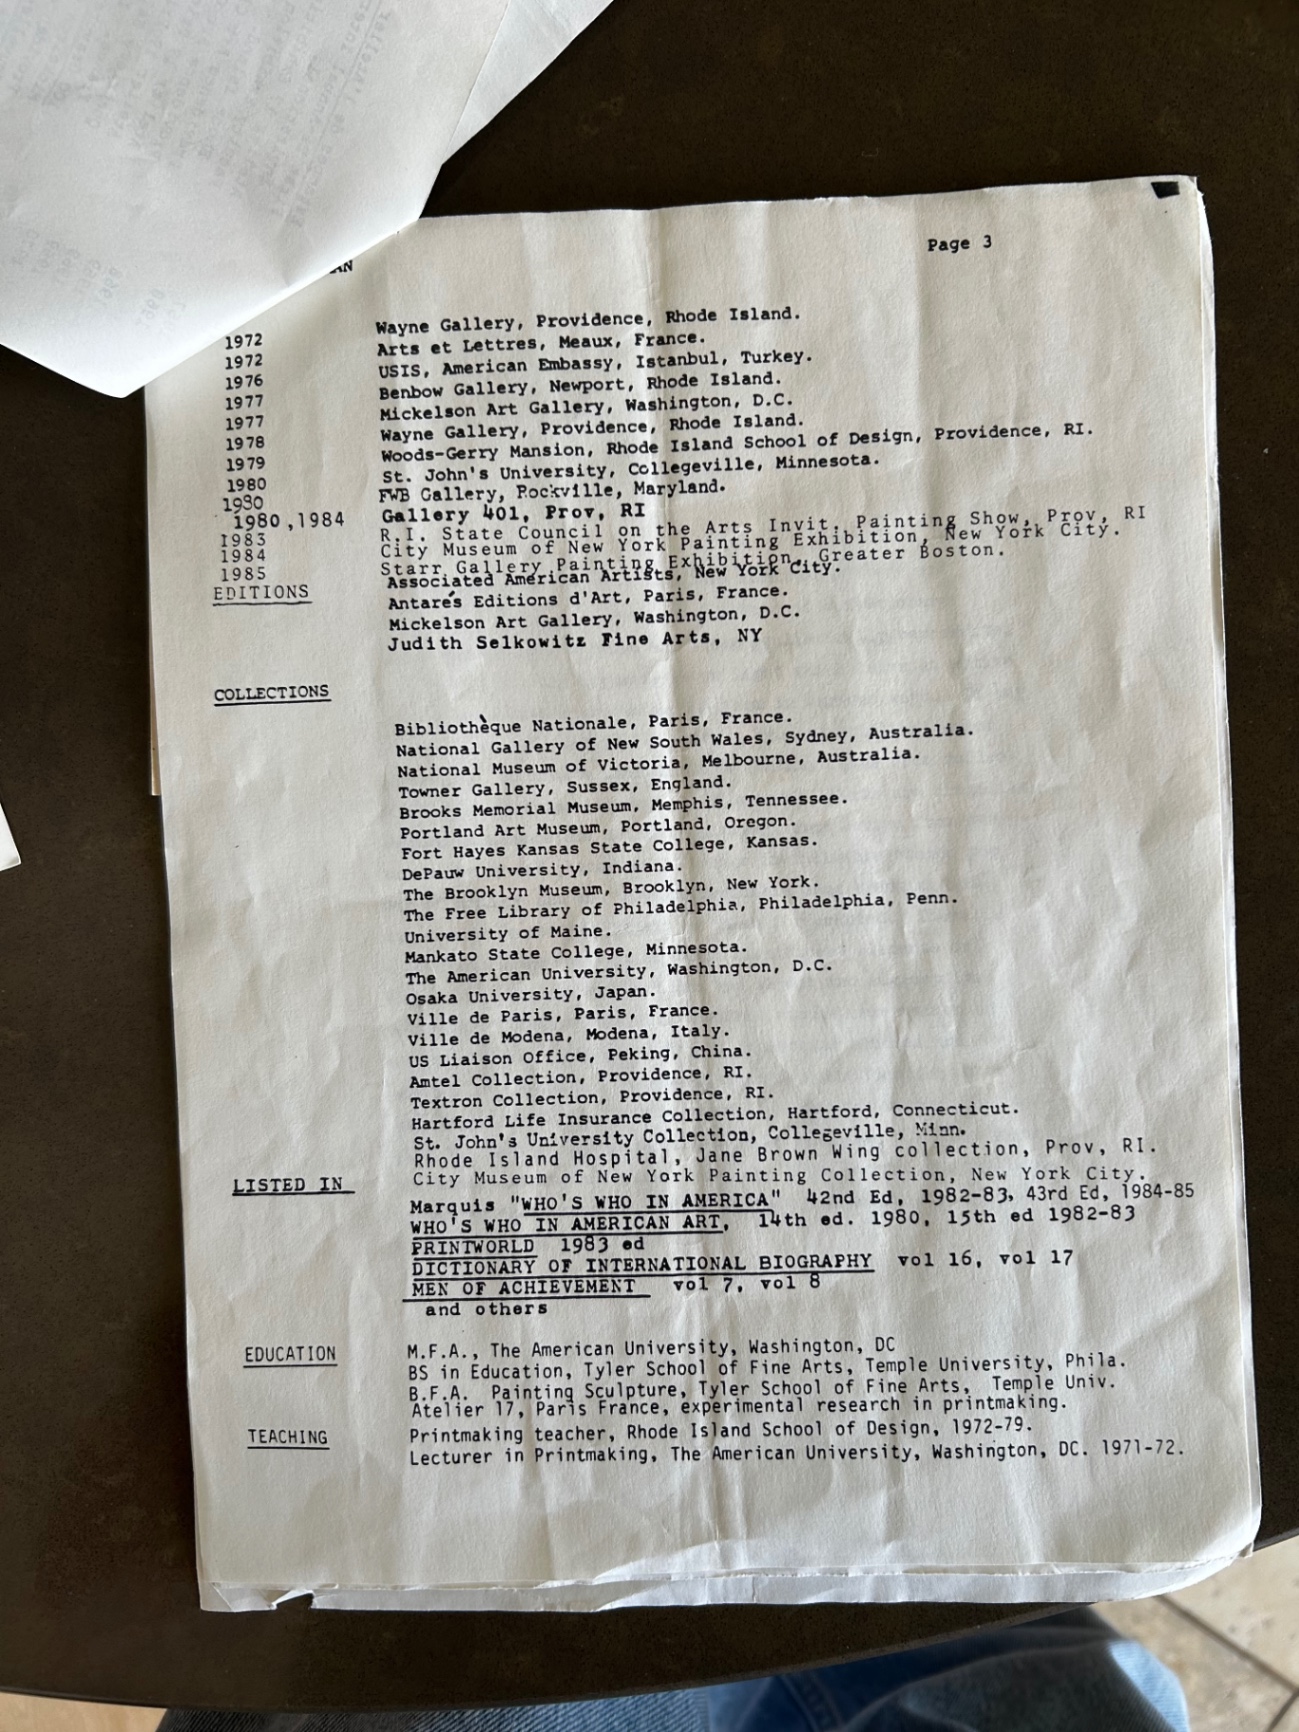 AN
Page 3
1972 Wayne Gallery, Providence, Rhode Island.
1972 Arts et Lettres, Meaux, France.
1976 USIS, American Embassy, Istanbul, Turkey.
1977 Benbow Gallery, Newport, Rhode Island.
1977 Mickelson Art Gallery, Washington, D.C.
1978 Wayne Gallery, Providence, Rhode Island.
1979 Woods-Gerry Mansion, Rhode Island School of Design, Providence, RI.
1980 St. John's University, Collegeville, Minnesota.
1980 FWB Gallery, Rockville, Maryland.
1980,1984 Gallery 401, Prov, RI
1983 R.I. State Council on the Arts Invit. Painting Show, Prov, RI
1984 City Museum of New York Painting Exhibition, New York City.
1985 Starr Gallery Painting Exhibition, Greater Boston.
EDITIONS Associated American Artists, New York City.
Antarés Editions d'Art, Paris, France.
Mickelson Art Gallery, Washington, D.C.
Judith Selkowitz Fine Arts, NY
COLLECTIONS
Bibliothèque Nationale, Paris, France.
National Gallery of New South Wales, Sydney, Australia.
National Museum of Victoria, Melbourne, Australia.
Towner Gallery, Sussex, England.
Brooks Memorial Museum, Memphis, Tennessee.
Portland Art Museum, Portland, Oregon.
Fort Hayes Kansas State College, Kansas.
DePauw University, Indiana.
The Brooklyn Museum, Brooklyn, New York.
The Free Library of Philadelphia, Philadelphia, Penn.
University of Maine.
Mankato State College, Minnesota.
The American University, Washington, D.C.
Osaka University, Japan.
Ville de Paris, Paris, France.
Ville de Modena, Modena, Italy.
US Liaison Office, Peking, China.
Amtel Collection, Providence, RI.
Textron Collection, Providence, RI.
Hartford Life Insurance Collection, Hartford, Connecticut.
St. John's University Collection, Collegeville, Minn.
Rhode Island Hospital, Jane Brown Wing collection, Prov, RI.
City Museum of New York Painting Collection, New York City.
LISTED IN
Marquis "WHO'S WHO IN AMERICA" 42nd Ed, 1982-83, 43rd Ed, 1984-85
WHO'S WHO IN AMERICAN ART, 14th ed. 1980, 15th ed 1982-83
PRINTWORLD 1983 ed
DICTIONARY OF INTERNATIONAL BIOGRAPHY vol 16, vol 17
MEN OF ACHIEVEMENT vol 7, vol 8
and others
EDUCATION M.F.A., The American University, Washington, DC
BS in Education, Tyler School of Fine Arts, Temple University, Phila.
B.F.A. Painting Sculpture, Tyler School of Fine Arts, Temple Univ.
Atelier 17, Paris France, experimental research in printmaking.
TEACHING Printmaking teacher, Rhode Island School of Design, 1972-79.
Lecturer in Printmaking, The American University, Washington, DC. 1971-72.